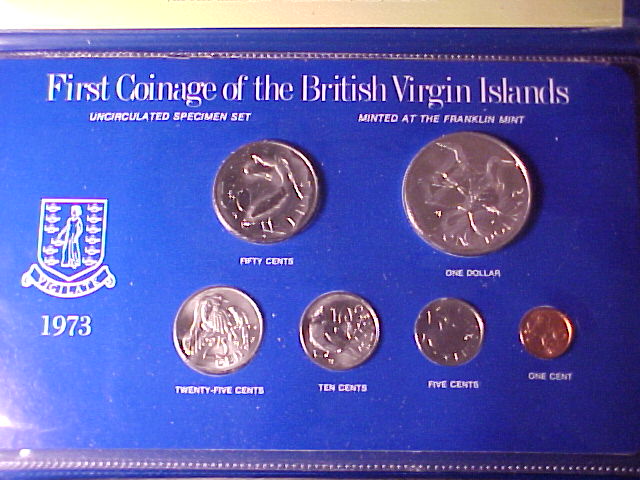 First Coinage of the British Virgin Islands
UNCIRCULATED SPECIMEN SET
MINTED AT THE FRANKLIN MINT
FIFTY CENTS
ONE DOLLAR
VIGILATE
1973
TWENTY-FIVE CENTS
TEN CENTS
FIVE CENTS
ONE CENT